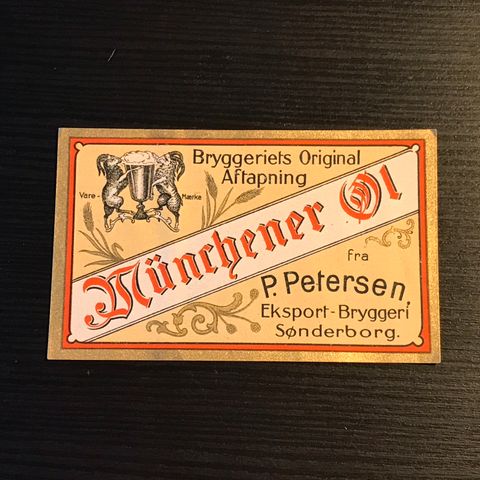 Bryggeriets Original
Aftapning
Vare-Mærke
Münchener Øl
fra
P. Petersen,
Eksport-Bryggeri
Sønderborg.